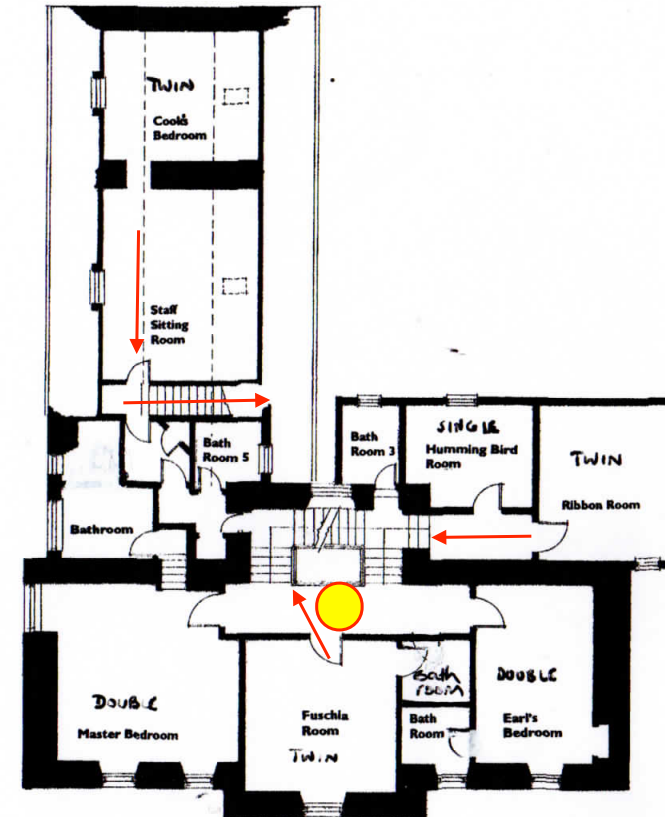 TWIN
Cook's
Bedroom
Staff
Sitting
Room
Bath
Room 5
Bathroom
Bath
Room 3
SINGLE
Humming Bird
Room
TWIN
Ribbon Room
DOUBLE
Master Bedroom
Fuschia
Room
TWIN
Bath
room
Bath
Room
DOUBLE
Earl's
Bedroom